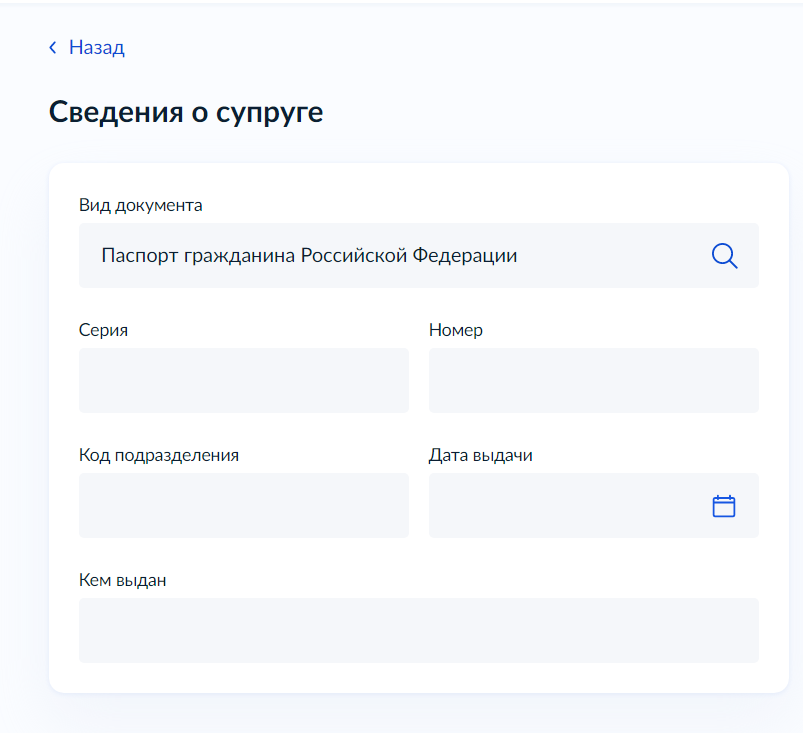 Назад
Сведения о супруге
Вид документа
Паспорт гражданина Российской Федерации
Серия
Номер
Код подразделения
Дата выдачи
Кем выдан